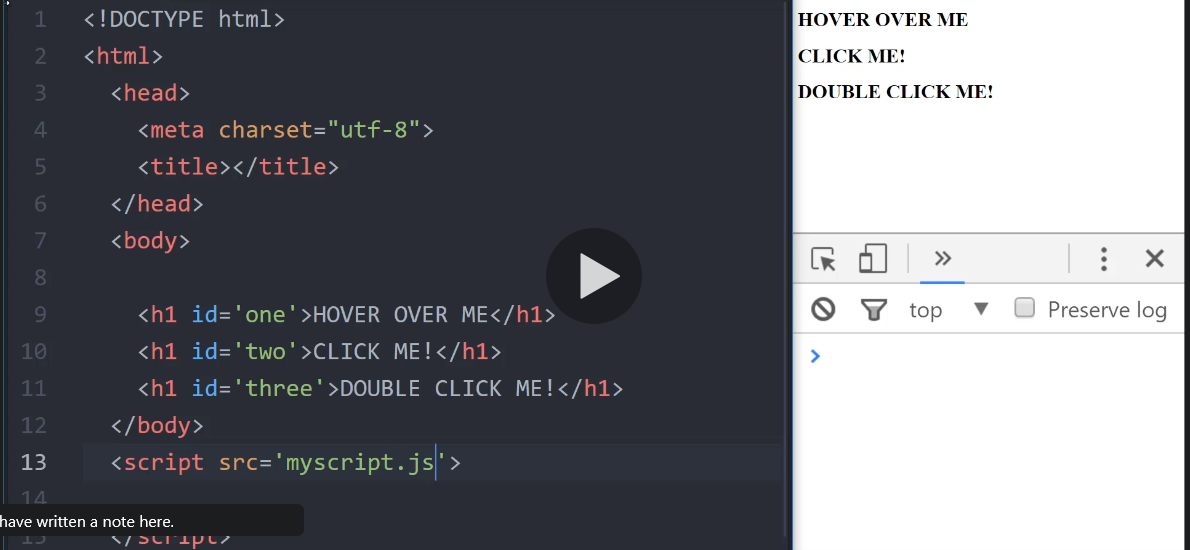 1 <!DOCTYPE html>
2 <html>
3 <head>
4 <meta charset="utf-8">
5 <title></title>
6 </head>
7 <body>
8
9 <h1 id='one'>HOVER OVER ME</h1>
10 <h1 id='two'>CLICK ME!</h1>
11 <h1 id='three'>DOUBLE CLICK ME!</h1>
12 </body>
13 <script src='myscript.js'>
14
have written a note here.
15 </script>
HOVER OVER ME
CLICK ME!
DOUBLE CLICK ME!
top Preserve log